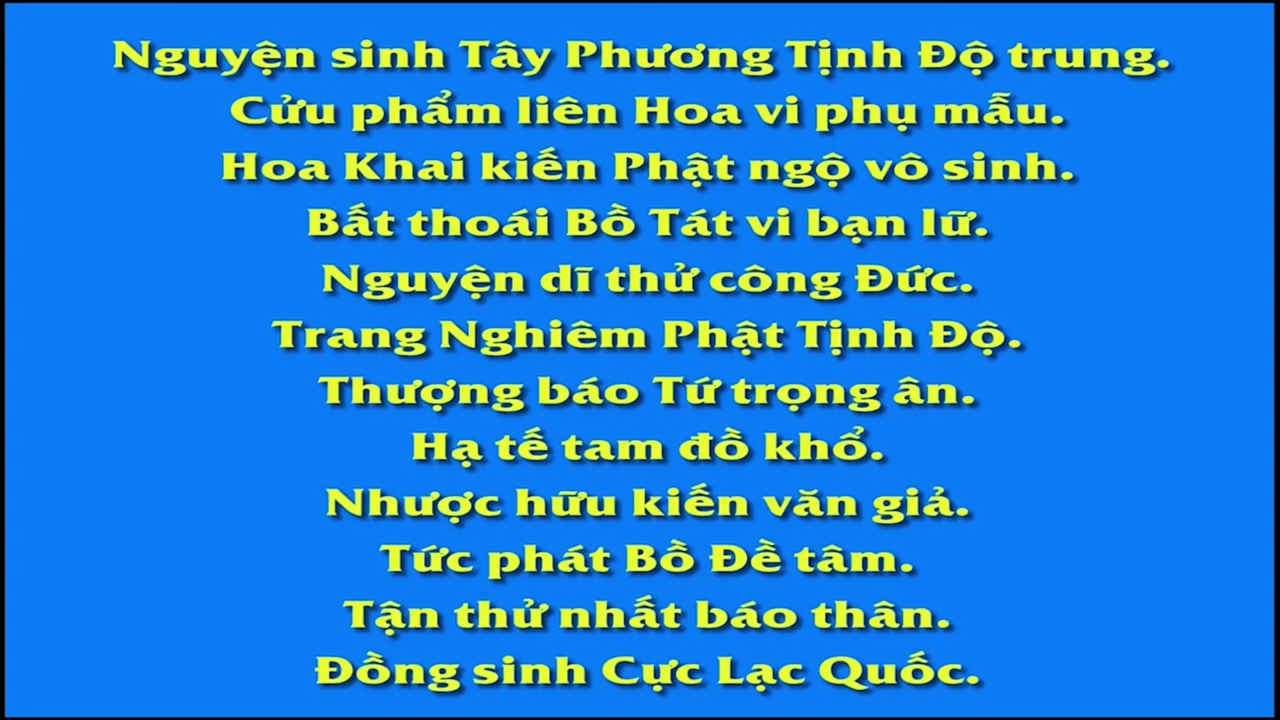 Nguyện sinh Tây Phương Tịnh Độ trung.
Cửu phẩm liên Hoa vi phụ mẫu.
Hoa Khai kiến Phật ngộ vô sinh.
Bất thoái Bồ Tát vi bạn lữ.
Nguyện dĩ thử công Đức.
Trang Nghiêm Phật Tịnh Độ.
Thượng báo Tứ trọng ân.
Hạ tế tam đồ khổ.
Nhược hữu kiến văn giả.
Tức phát Bồ Đề tâm.
Tận thử nhất báo thân.
Đồng sinh Cực Lạc Quốc.